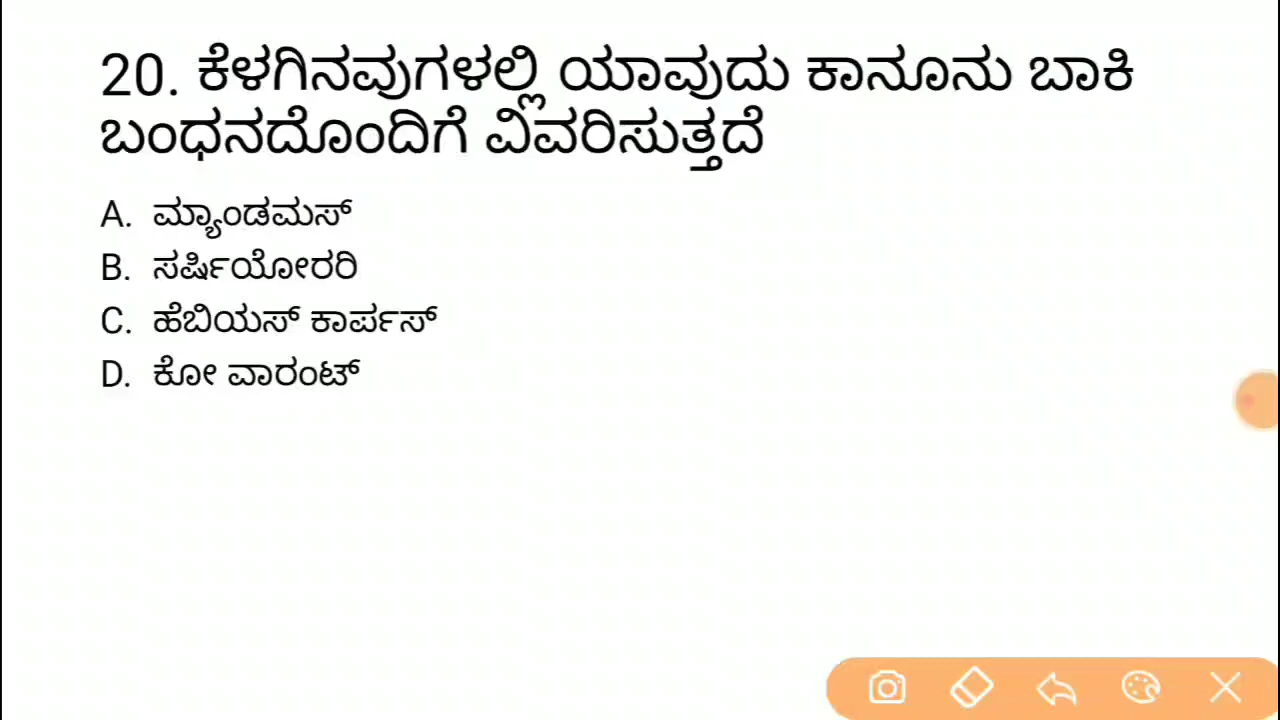 20. ಕೆಳಗಿನವುಗಳಲ್ಲಿ ಯಾವುದು ಕಾನೂನು ಬಾಕಿ
ಬಂಧನದೊಂದಿಗೆ ವಿವರಿಸುತ್ತದೆ
A. ಮ್ಯಾಂಡಮಸ್
B. ಸರ್ಷಿಯೋರರಿ
C. ಹೆಬಿಯಸ್ ಕಾರ್ಪಸ್
D. ಕೋ ವಾರಂಟ್